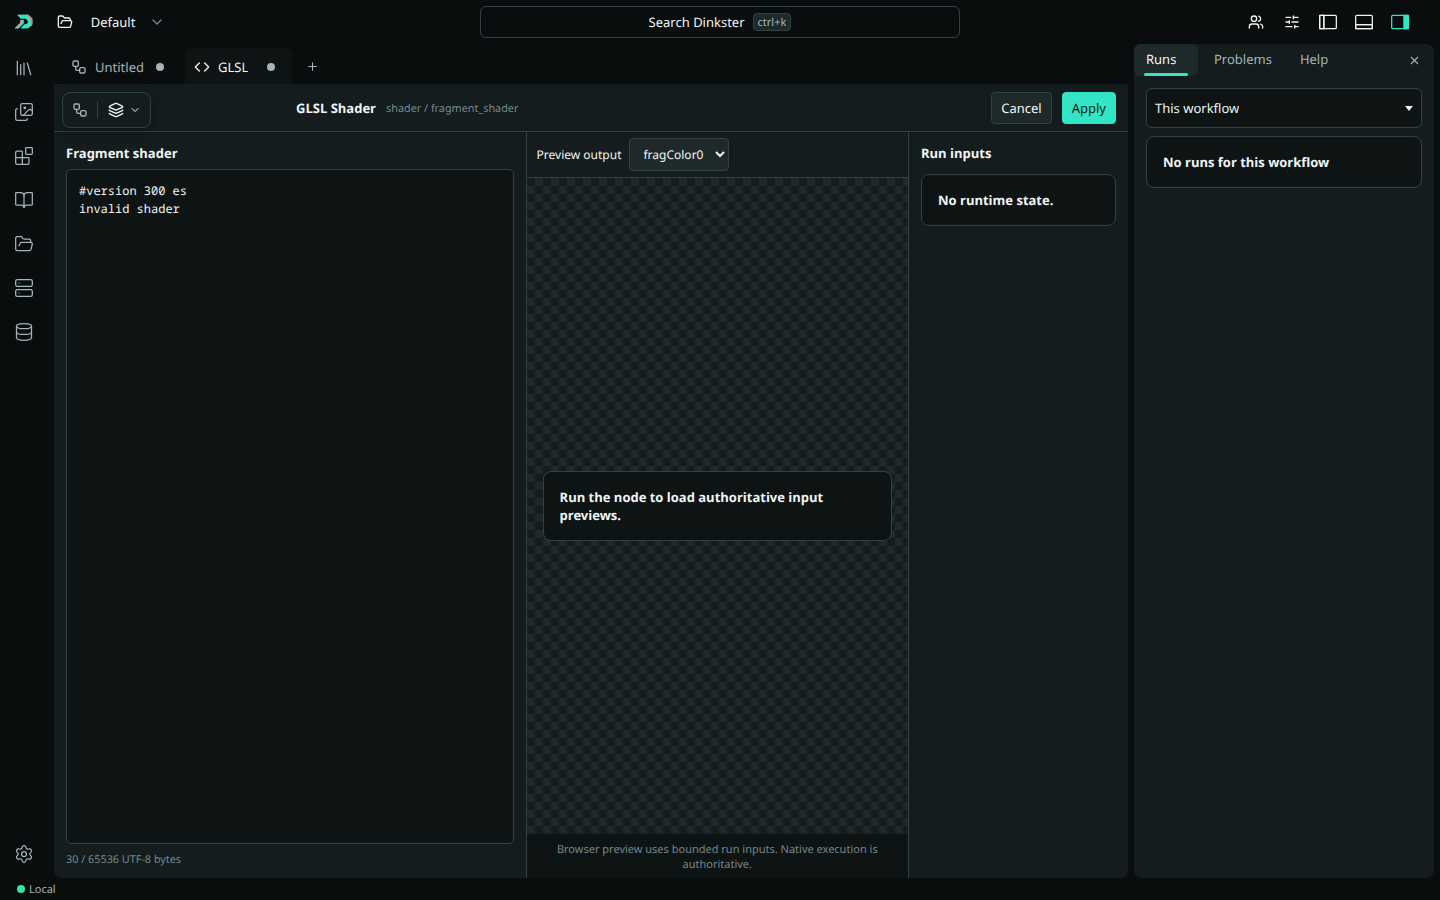 Default
Search Dinkster ctrl+k
Untitled
GLSL
Runs
Problems
Help
GLSL Shader shader / fragment_shader
Cancel
Apply
This workflow
No runs for this workflow
Fragment shader
#version 300 es
invalid shader
30 / 65536 UTF-8 bytes
Preview output fragColor0
Run the node to load authoritative input
previews.
Browser preview uses bounded run inputs. Native execution is
authoritative.
Run inputs
No runtime state.
Local